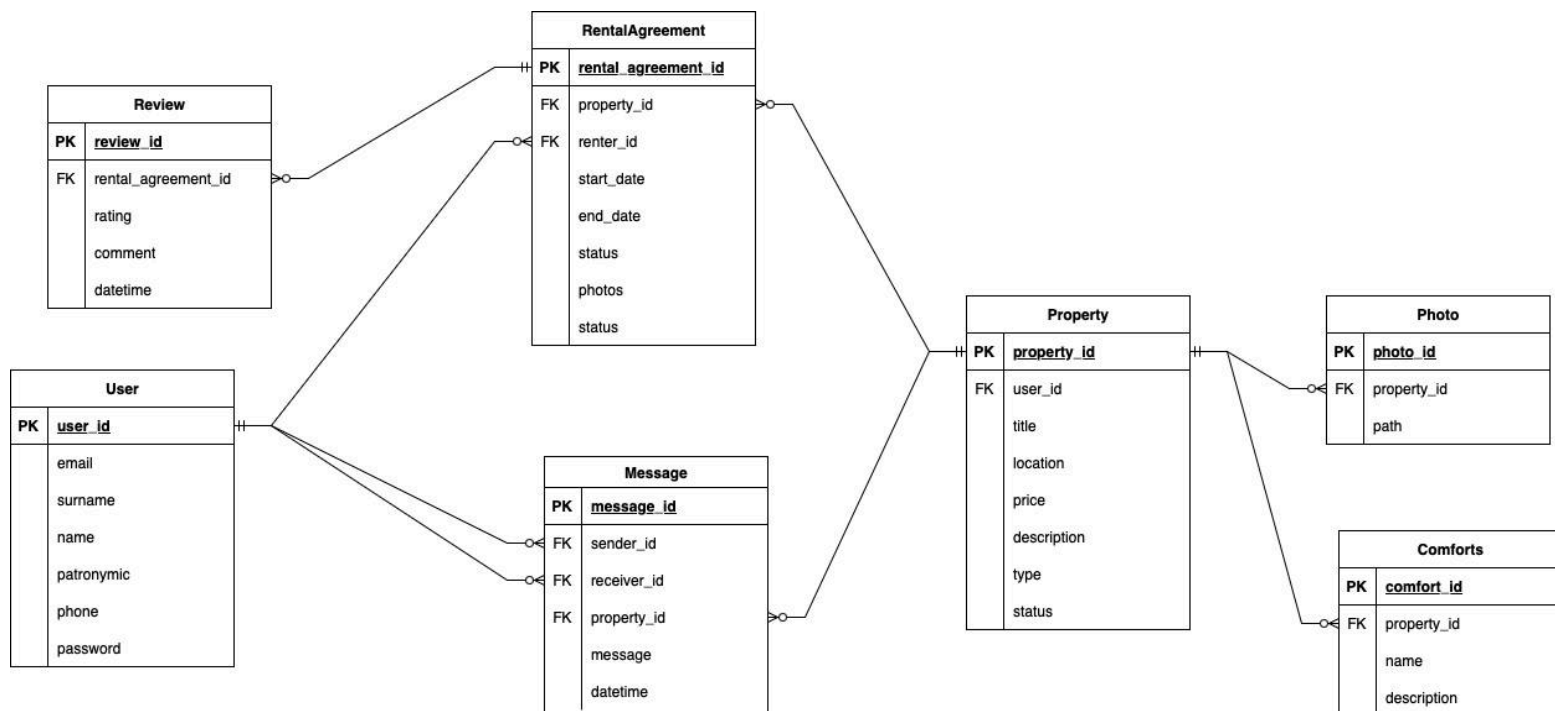 RentalAgreement
PK rental_agreement_id
FK property_id
FK renter_id
start_date
end_date
status
photos
status
Review
PK review_id
FK rental_agreement_id
rating
comment
datetime
User
PK user_id
email
surname
name
patronymic
phone
password
Message
PK message_id
FK sender_id
FK receiver_id
FK property_id
message
datetime
Property
PK property_id
FK user_id
title
location
price
description
type
status
Photo
PK photo_id
FK property_id
path
Comforts
PK comfort_id
FK property_id
name
description